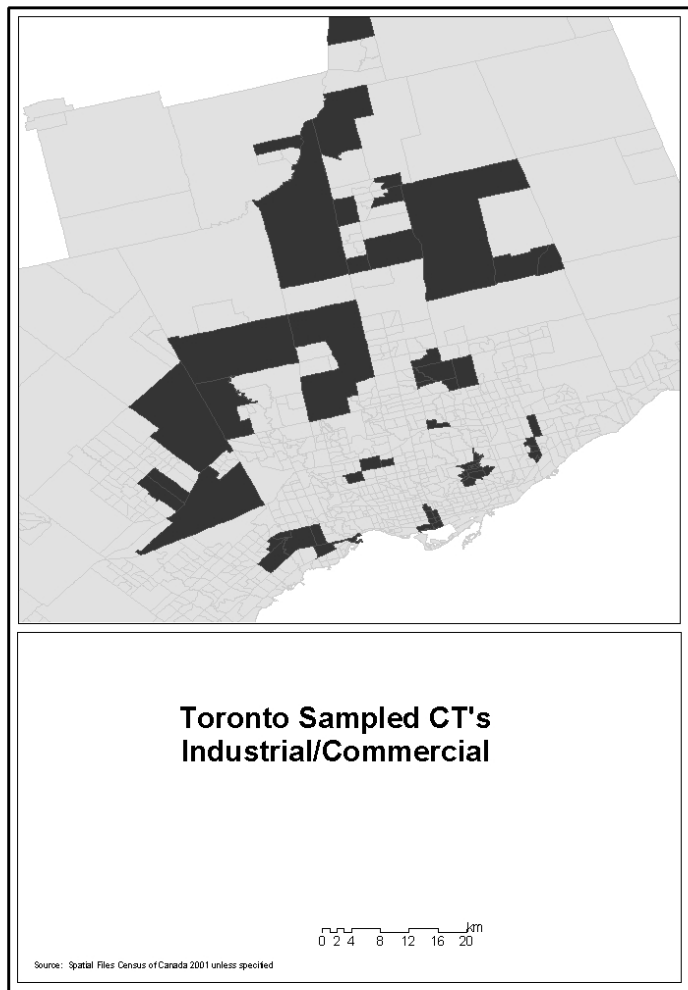 Toronto Sampled CT's
Industrial/Commercial
km
0 2 4 8 12 16 20
Source: Spatial Files Census of Canada 2001 unless specified